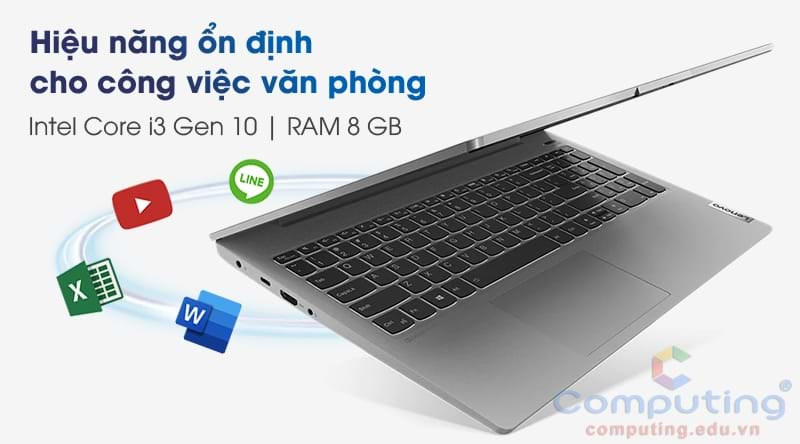 Hiệu năng ổn định
cho công việc văn phòng
Intel Core i3 Gen 10 | RAM 8 GB
LINE
X
W
Lenovo
Computing®
computing.edu.vn